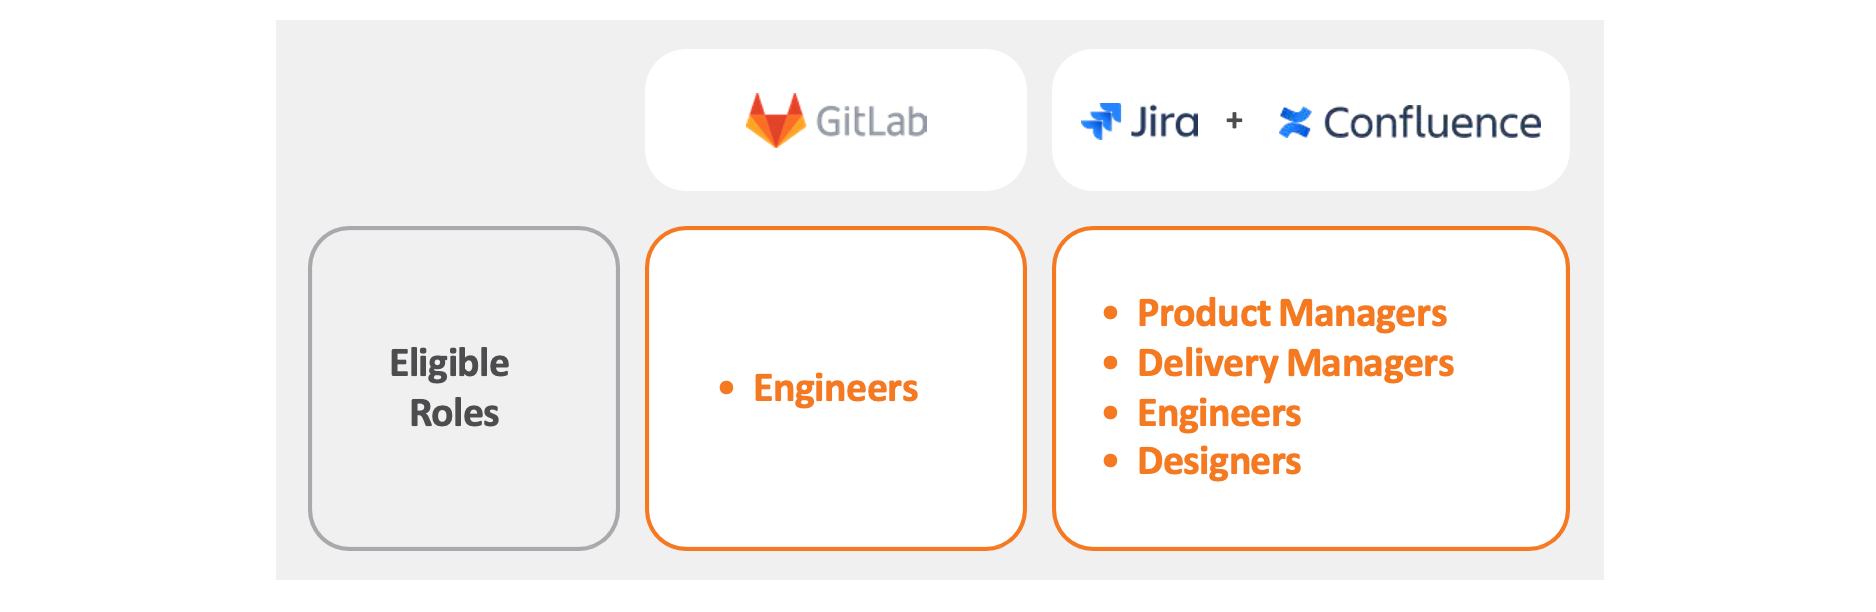 GitLab
Jira + Confluence
Eligible
Roles
• Engineers
• Product Managers
• Delivery Managers
• Engineers
• Designers